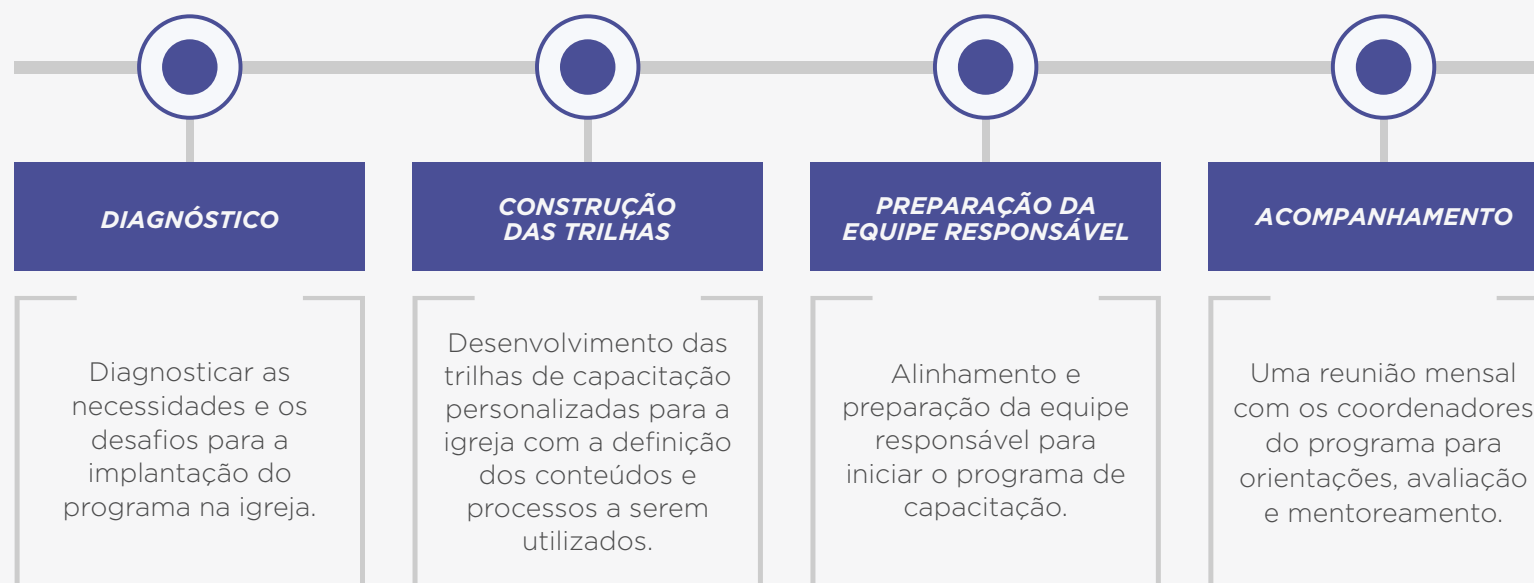 DIAGNÓSTICO
Diagnosticar as
necessidades e os
desafios para a
implantação do
programa na igreja.
CONSTRUÇÃO
DAS TRILHAS
Desenvolvimento das
trilhas de capacitação
personalizadas para a
igreja com a definição
dos conteúdos e
processos a serem
utilizados.
PREPARAÇÃO DA
EQUIPE RESPONSÁVEL
Alinhamento e
preparação da equipe
responsável para
iniciar o programa de
capacitação.
ACOMPANHAMENTO
Uma reunião mensal
com os coordenadores
do programa para
orientações, avaliação
e mentoreamento.